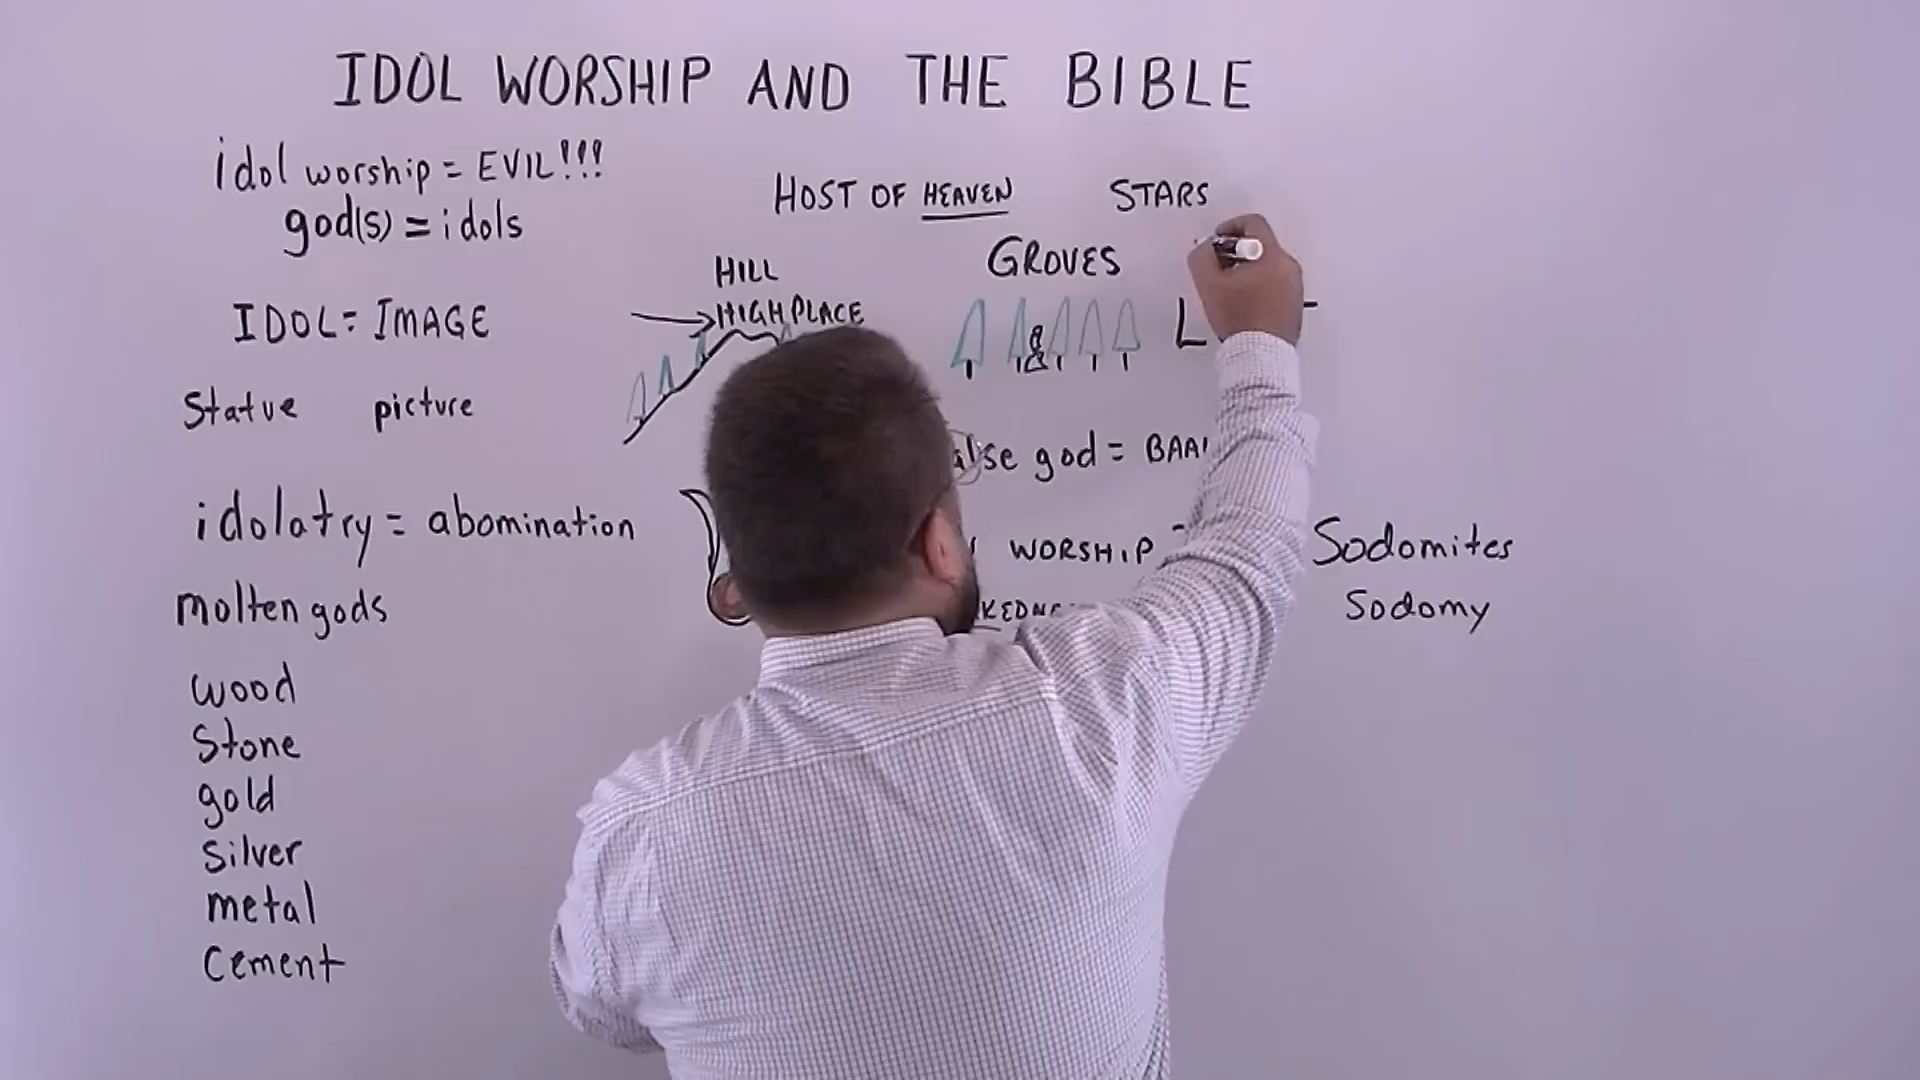 IDOL WORSHIP AND THE BIBLE
idol worship = EVIL!!!
god(s) = idols
IDOL = IMAGE
Statue picture
idolatry = abomination
molten gods
wood
Stone
gold
silver
metal
cement
HOST OF HEAVEN STARS
HILL
HIGH PLACE
GROVES
god =
WORSHIP
Sodomites
Sodomy